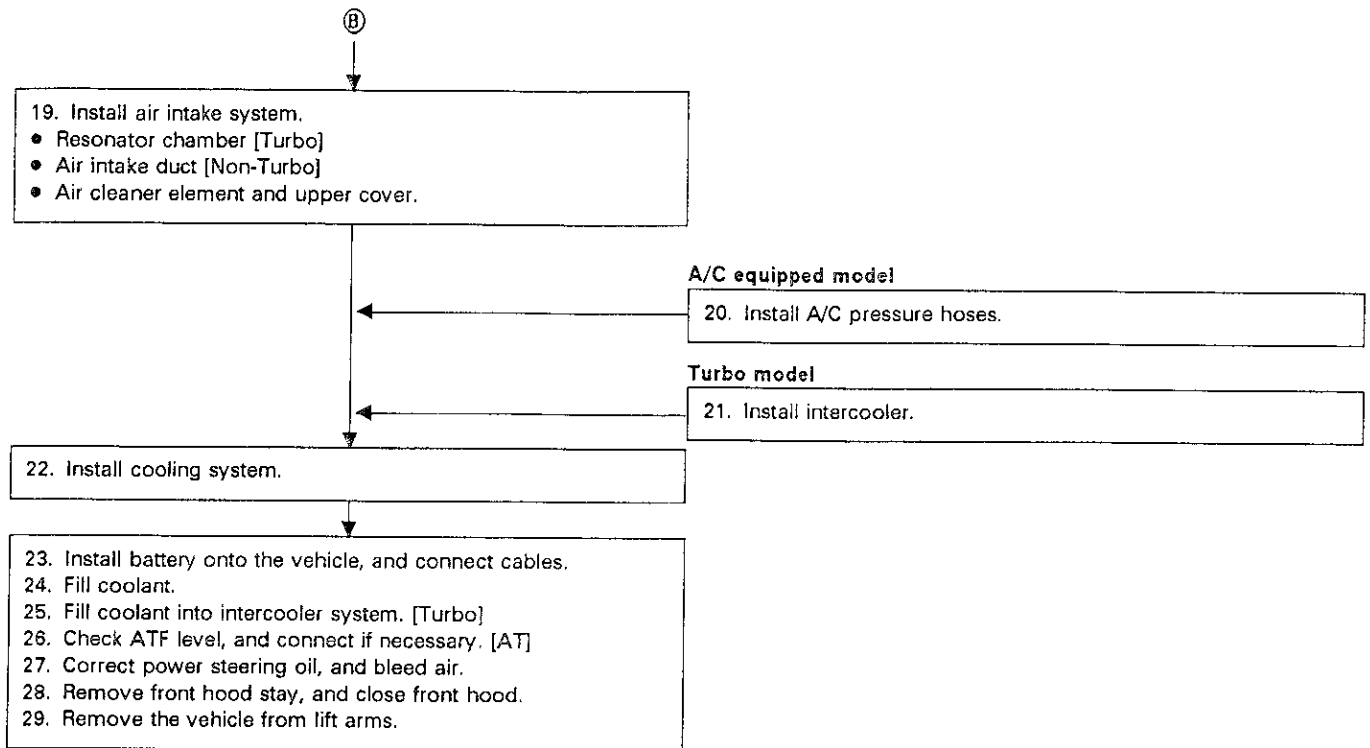 Ⓑ
19. Install air intake system.
• Resonator chamber [Turbo]
• Air intake duct [Non-Turbo]
• Air cleaner element and upper cover.
A/C equipped model
20. Install A/C pressure hoses.
Turbo model
21. Install intercooler.
22. Install cooling system.
23. Install battery onto the vehicle, and connect cables.
24. Fill coolant.
25. Fill coolant into intercooler system. [Turbo]
26. Check ATF level, and connect if necessary. [AT]
27. Correct power steering oil, and bleed air.
28. Remove front hood stay, and close front hood.
29. Remove the vehicle from lift arms.